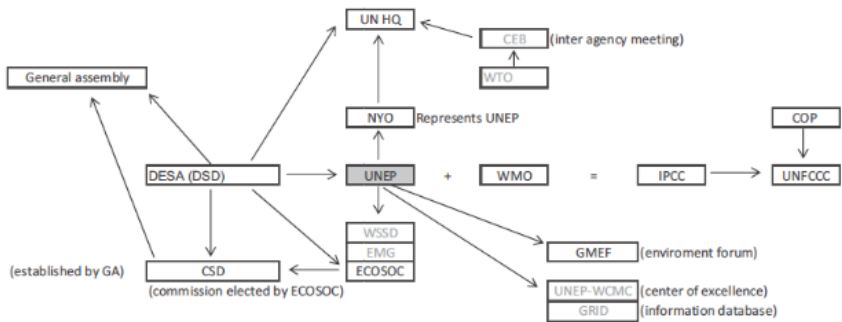 UN HQ
CEB (inter agency meeting)
General assembly
WTO
NYO Represents UNEP
COP
DESA (DSD)
UNEP + WMO = IPCC
UNFCCC
WSSD
EMG
GMEF (enviroment forum)
(established by GA) CSD
ECOSOC
(commission elected by ECOSOC)
UNEP-WCMC (center of excellence)
GRID (information database)